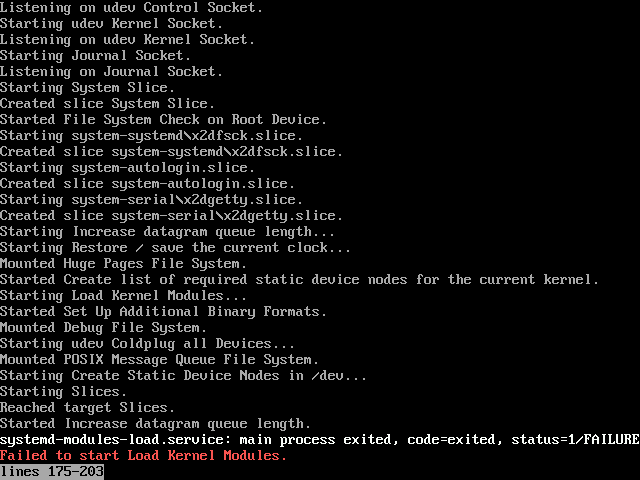 Listening on udev Control Socket.
Starting udev Kernel Socket.
Listening on udev Kernel Socket.
Starting Journal Socket.
Listening on Journal Socket.
Starting System Slice.
Created slice System Slice.
Started File System Check on Root Device.
Starting system-systemd\x2dfsck.slice.
Created slice system-systemd\x2dfsck.slice.
Starting system-autologin.slice.
Created slice system-autologin.slice.
Starting system-serial\x2dgetty.slice.
Created slice system-serial\x2dgetty.slice.
Starting Increase datagram queue length...
Starting Restore / save the current clock...
Mounted Huge Pages File System.
Started Create list of required static device nodes for the current kernel.
Starting Load Kernel Modules...
Started Set Up Additional Binary Formats.
Mounted Debug File System.
Starting udev Coldplug all Devices...
Mounted POSIX Message Queue File System.
Starting Create Static Device Nodes in /dev...
Starting Slices.
Reached target Slices.
Started Increase datagram queue length.
systemd-modules-load.service: main process exited, code=exited, status=1/FAILURE
Failed to start Load Kernel Modules.
lines 175-203